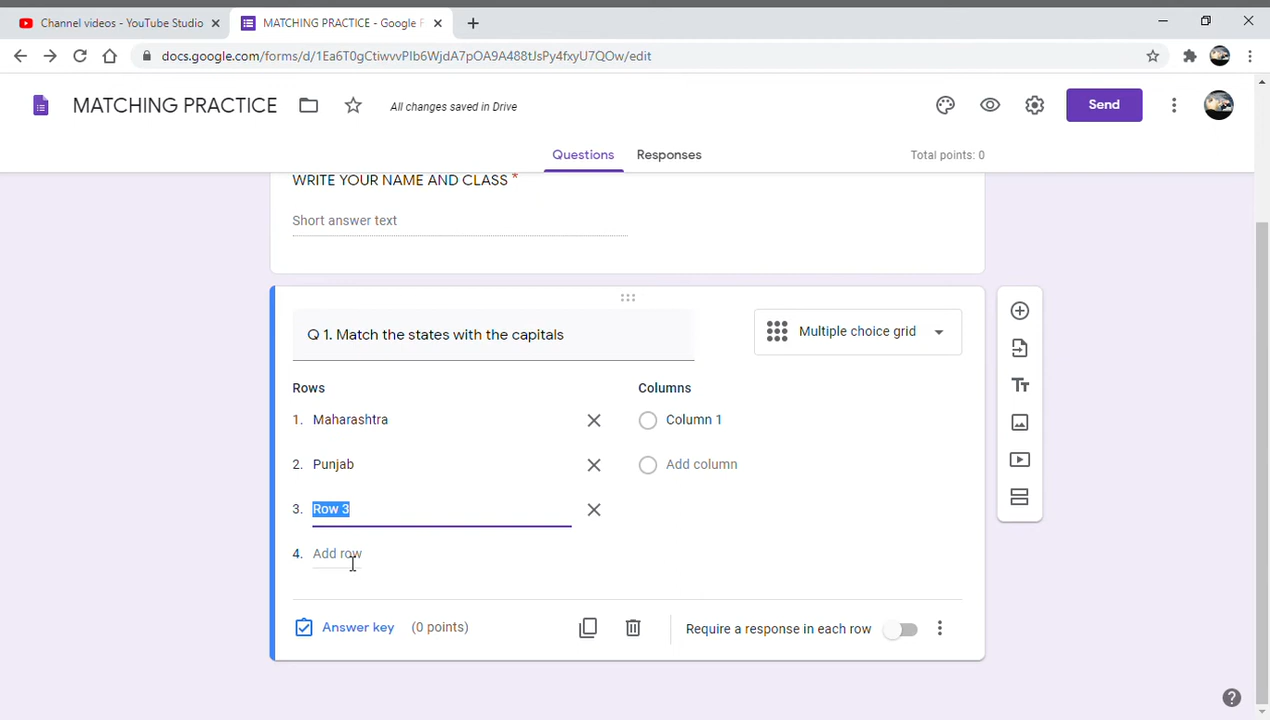 Channel videos - YouTube Studio
MATCHING PRACTICE - Google F
docs.google.com/forms/d/1Ea6T0gCtiwvvPIb6WjdA7pOA9A488tJsPy4fxyU7QOw/edit
MATCHING PRACTICE
All changes saved in Drive
Send
Questions
Responses
Total points: 0
WRITE YOUR NAME AND CLASS *
Short answer text
Q 1. Match the states with the capitals
Multiple choice grid
Rows
Columns
1. Maharashtra
Column 1
2. Punjab
Add column
3. Row 3
4. Add row
Answer key
(0 points)
Require a response in each row